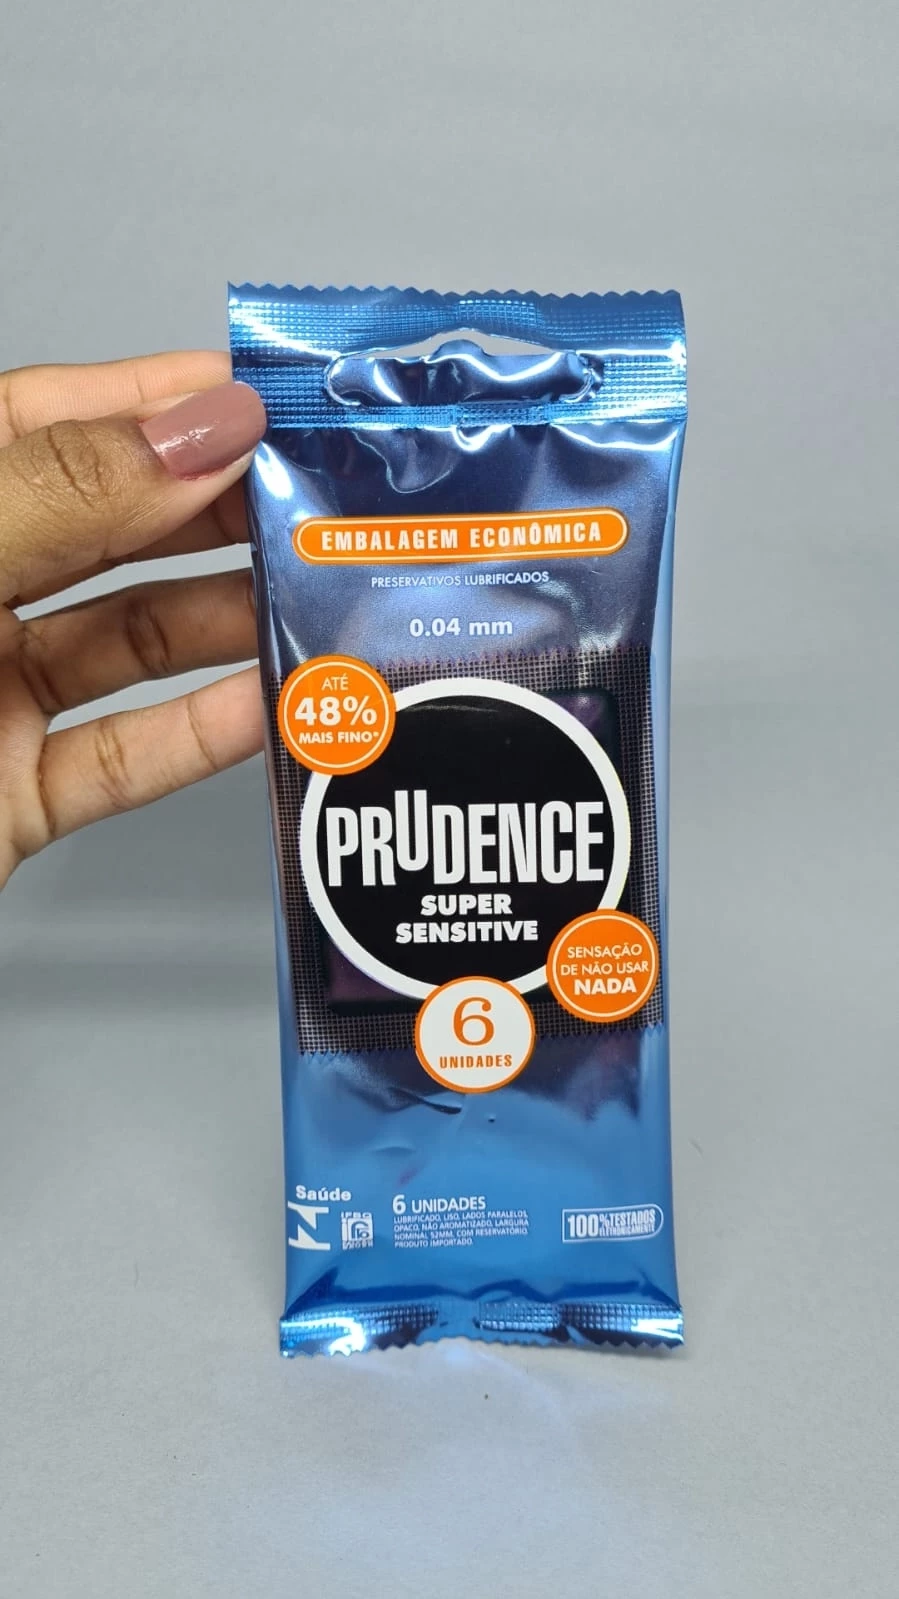 EMBALAGEM ECONÔMICA
PRESERVATIVOS LUBRIFICADOS
0.04 mm
ATÉ
48%
MAIS FINO*
PRUDENCE
SUPER
SENSITIVE
SENSAÇÃO
DE NÃO USAR
NADA
6
UNIDADES
Saúde
6 UNIDADES
LUBRIFICADO, LISO, LADOS PARALELOS,
OPACO, NÃO AROMATIZADO, LARGURA
NOMINAL 52MM, COM RESERVATÓRIO.
PRODUTO IMPORTADO.
100% TESTADOS
ELETRONICAMENTE